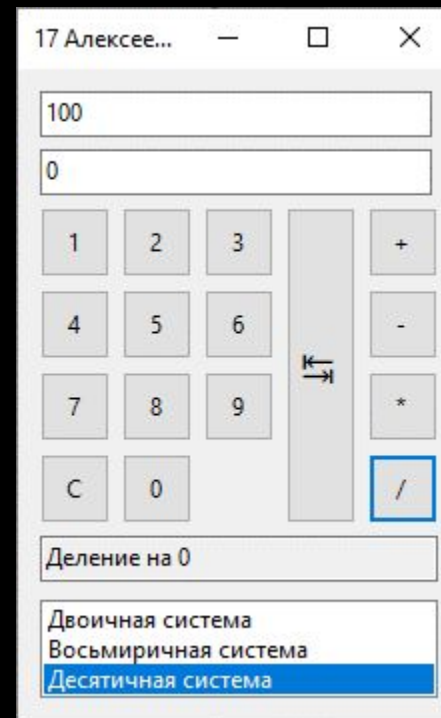 17 Алексее...
100
0
1 2 3 +
4 5 6 -
↹
7 8 9 *
C 0 /
Деление на 0
Двоичная система
Восьмиричная система
Десятичная система